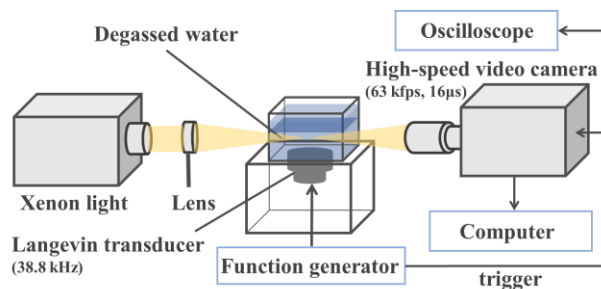 Degassed water
Oscilloscope
High-speed video camera
(63 kfps, 16μs)
Xenon light
Lens
Langevin transducer
(38.8 kHz)
Function generator
Computer
trigger